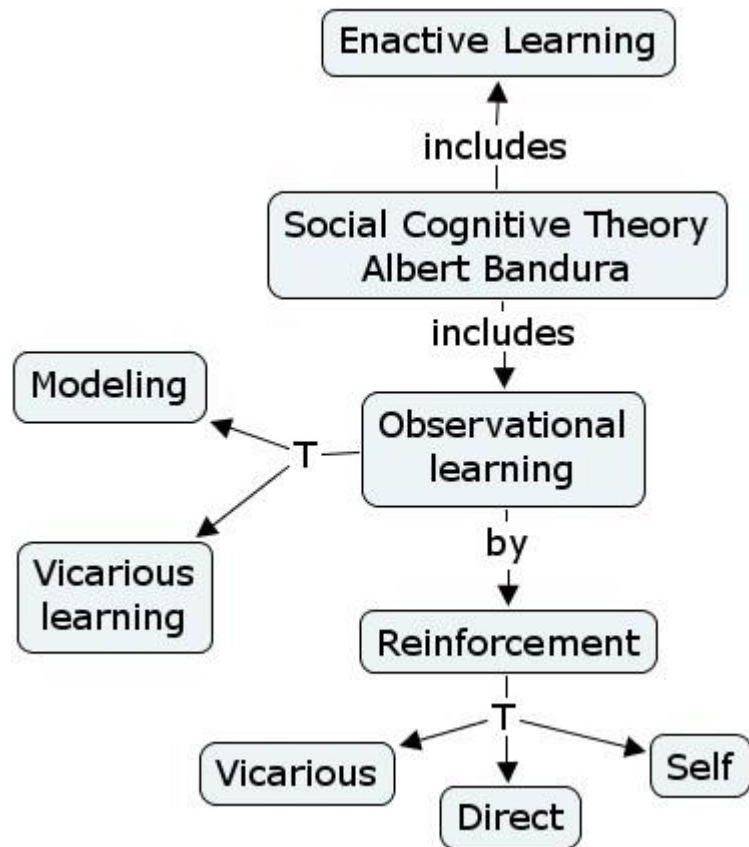 Enactive Learning
includes
Social Cognitive Theory
Albert Bandura
includes
Modeling
Observational
learning
T
Vicarious
learning
by
Reinforcement
T
Vicarious
Direct
Self